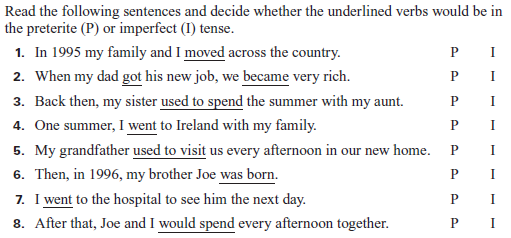 Read the following sentences and decide whether the underlined verbs would be in
the preterite (P) or imperfect (I) tense.
1. In 1995 my family and I moved across the country. P I
2. When my dad got his new job, we became very rich. P I
3. Back then, my sister used to spend the summer with my aunt. P I
4. One summer, I went to Ireland with my family. P I
5. My grandfather used to visit us every afternoon in our new home. P I
6. Then, in 1996, my brother Joe was born. P I
7. I went to the hospital to see him the next day. P I
8. After that, Joe and I would spend every afternoon together. P I